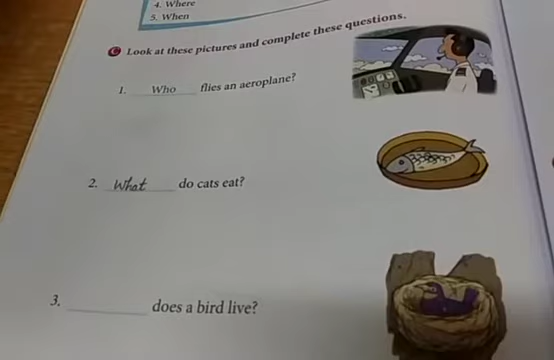 4. Where
5. When
C Look at these pictures and complete these questions.
1. Who flies an aeroplane?
2. What do cats eat?
3. ________ does a bird live?